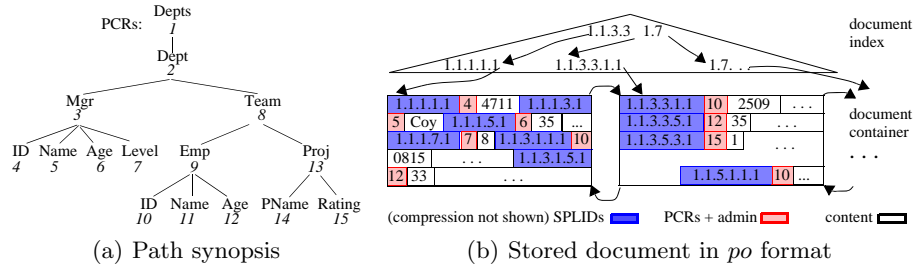 PCRs: Depts
1
Dept
2
Mgr
3
Team
8
ID
4
Name
5
Age
6
Level
7
Emp
9
Proj
13
ID
10
Name
11
Age
12
PName
14
Rating
15
(a) Path synopsis
1.1.3.3 1.7
1.1.1.1.1 1.1.3.3.1.1 1.7. . .
document
index
1.1.1.1.1 4 4711 1.1.1.3.1
5 Coy 1.1.1.5.1 6 35 ...
1.1.1.7.1 7 8 1.1.3.1.1.1 10
0815 . . . 1.1.3.1.5.1
12 33 . . .
1.1.3.3.1.1 10 2509 . . .
1.1.3.3.5.1 12 35 . . .
1.1.3.5.3.1 15 1 . . .
1.1.5.1.1.1 10 ...
document
container
. . .
(compression not shown) SPLIDs PCRs + admin content
(b) Stored document in po format